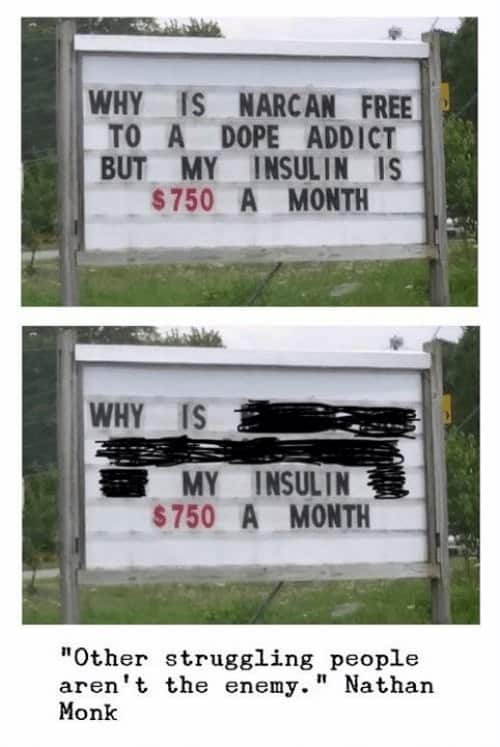 WHY IS NARCAN FREE
TO A DOPE ADDICT
BUT MY INSULIN IS
$750 A MONTH
WHY IS
MY INSULIN
$750 A MONTH
"Other struggling people
aren't the enemy." Nathan
Monk